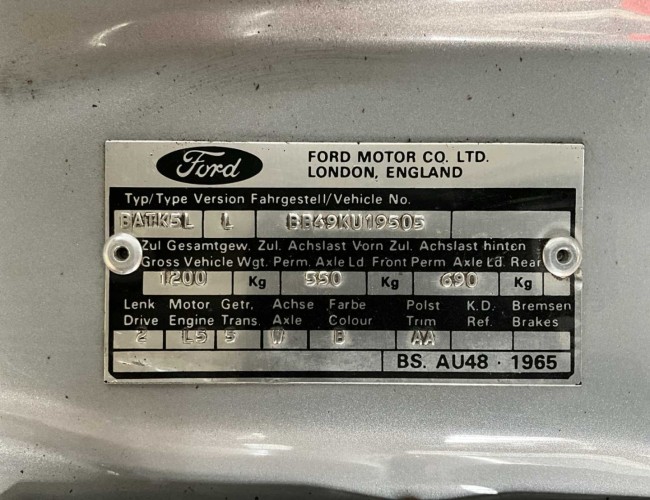 Ford
FORD MOTOR CO. LTD.
LONDON, ENGLAND
Typ/Type Version Fahrgestell/Vehicle No.
BATK5L L BB69KU19505
Zul Gesamtgew. Zul. Achslast Vorn Zul. Achslast hinten
Gross Vehicle Wgt. Perm. Axle Ld Front Perm Axle Ld. Rear
1200 Kg 550 Kg 690 Kg
Lenk Motor Getr, Achse Farbe Polst K.D. Bremsen
Drive Engine Trans. Axle Colour Trim Ref. Brakes
2 L5 5 W B AA
BS. AU48 · 1965